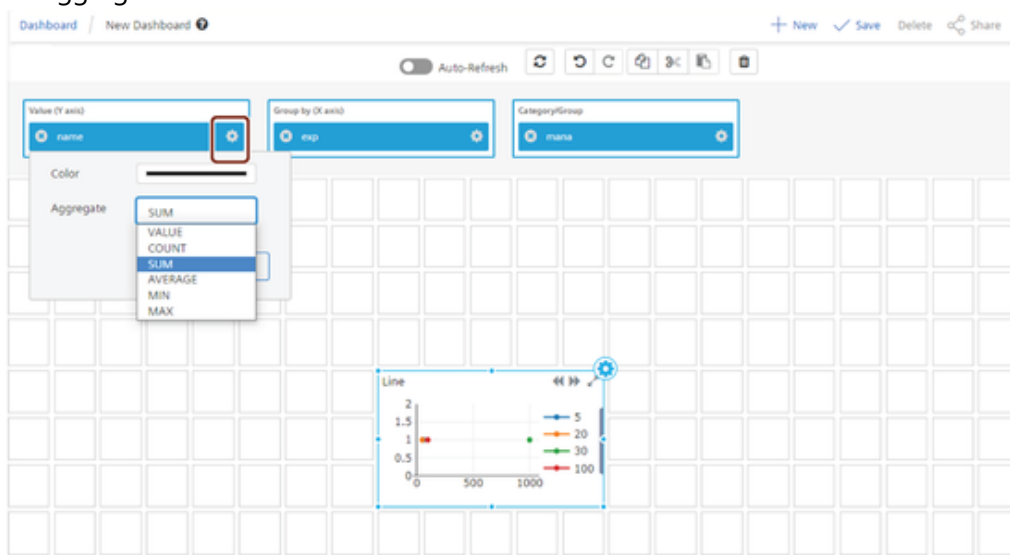 Dashboard / New Dashboard
+ New Save Delete Share
Auto-Refresh
Value (Y axis) Group by (X axis) Category/Group
name exp mana
Color
Aggregate SUM
VALUE
COUNT
SUM
AVERAGE
MIN
MAX
Line
2
1.5
1
0.5
0
0 500 1000
5
20
30
100